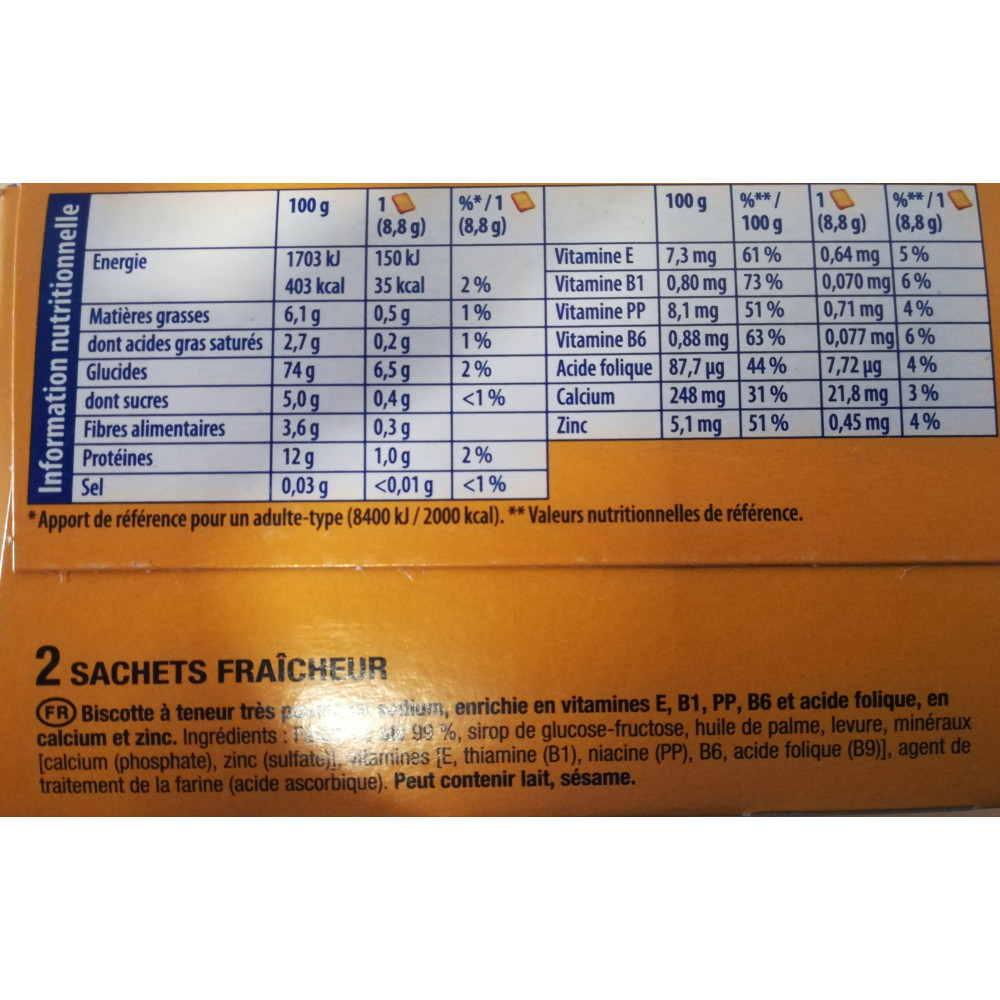 Information nutritionnelle
100 g 1 (8,8 g) %* / 1 (8,8 g)
Energie 1703 kJ 150 kJ
403 kcal 35 kcal 2 %
Matières grasses 6,1 g 0,5 g 1 %
dont acides gras saturés 2,7 g 0,2 g 1 %
Glucides 74 g 6,5 g 2 %
dont sucres 5,0 g 0,4 g <1 %
Fibres alimentaires 3,6 g 0,3 g
Protéines 12 g 1,0 g 2 %
Sel 0,03 g <0,01 g <1 %
100 g %** / 100 g 1 (8,8 g) %** / 1 (8,8 g)
Vitamine E 7,3 mg 61 % 0,64 mg 5 %
Vitamine B1 0,80 mg 73 % 0,070 mg 6 %
Vitamine PP 8,1 mg 51 % 0,71 mg 4 %
Vitamine B6 0,88 mg 63 % 0,077 mg 6 %
Acide folique 87,7 µg 44 % 7,72 µg 4 %
Calcium 248 mg 31 % 21,8 mg 3 %
Zinc 5,1 mg 51 % 0,45 mg 4 %
* Apport de référence pour un adulte-type (8400 kJ / 2000 kcal). ** Valeurs nutritionnelles de référence.
2 SACHETS FRAÎCHEUR
FR Biscotte à teneur très sodium, enrichie en vitamines E, B1, PP, B6 et acide folique, en
calcium et zinc. Ingrédients : 99 %, sirop de glucose-fructose, huile de palme, levure, minéraux
[calcium (phosphate), zinc (sulfate)], vitamines [E, thiamine (B1), niacine (PP), B6, acide folique (B9)], agent de
traitement de la farine (acide ascorbique). Peut contenir lait, sésame.